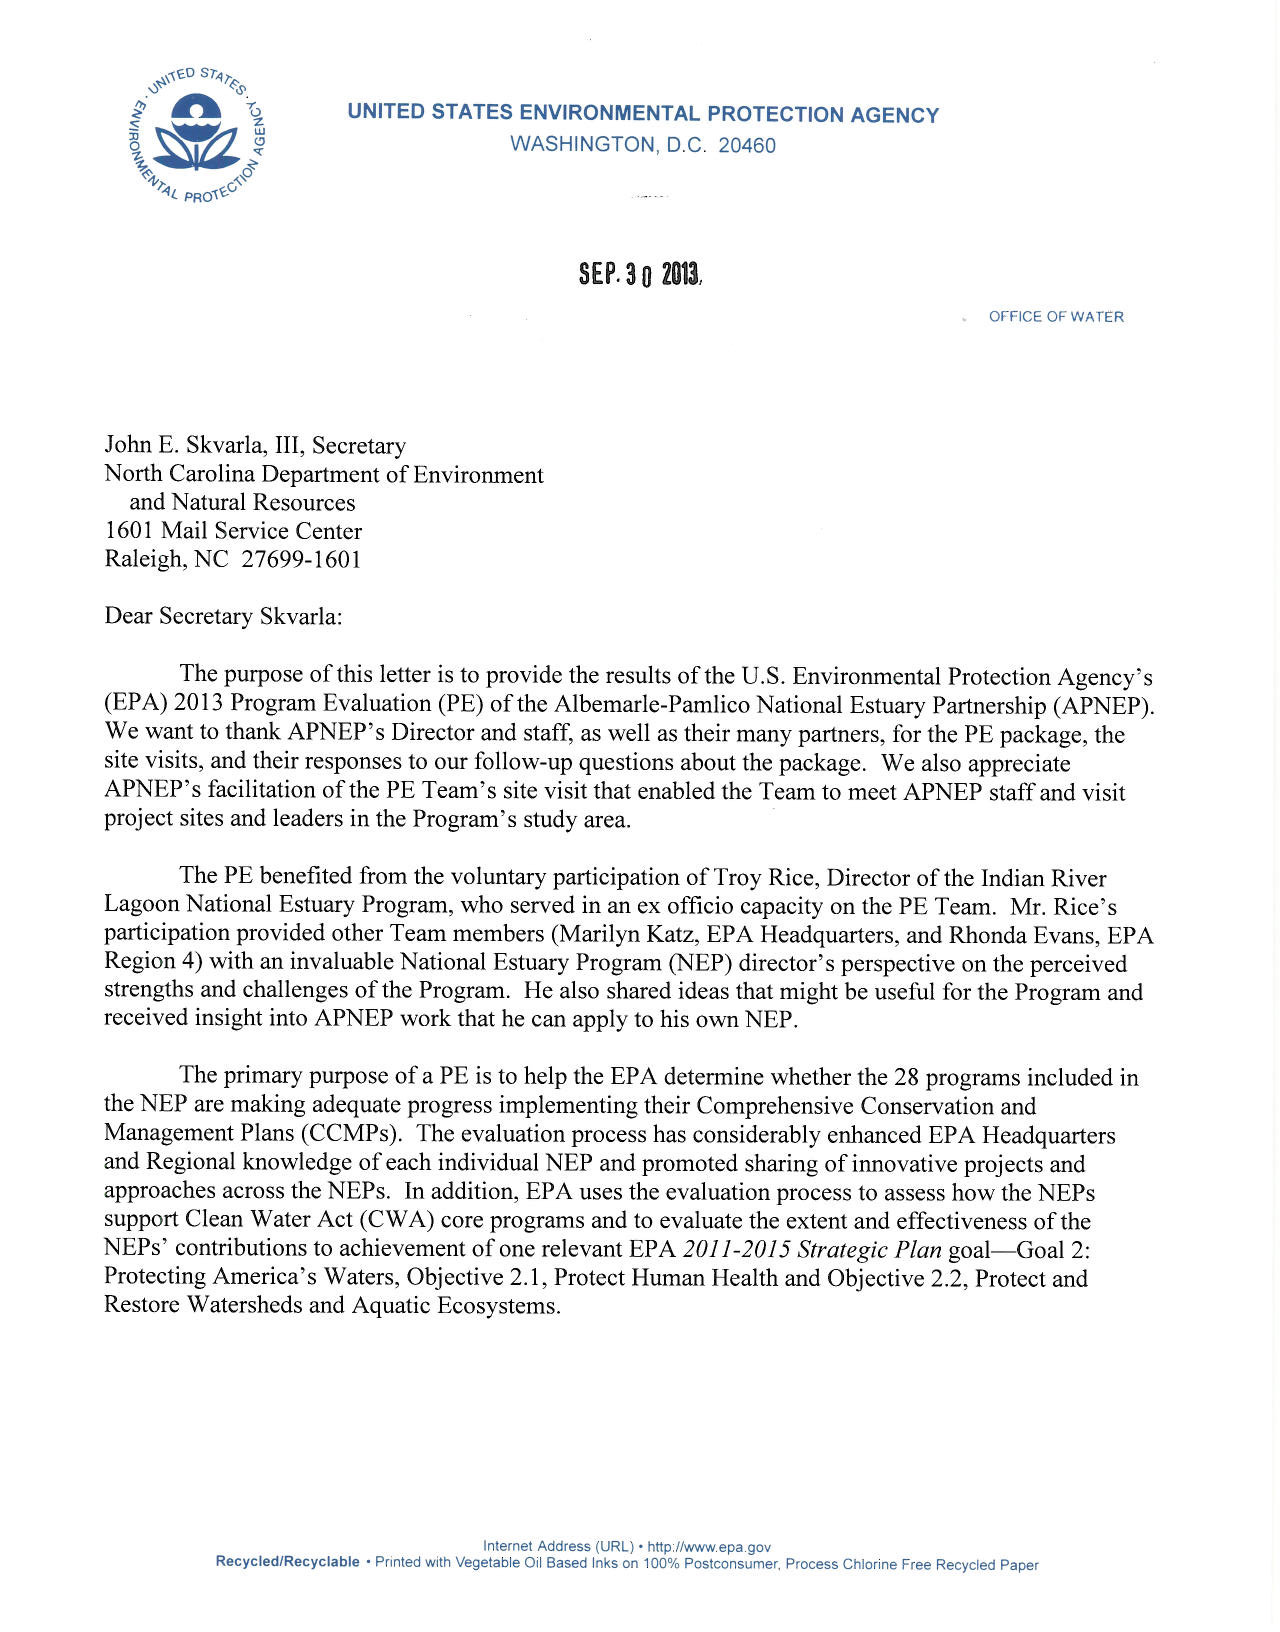 UNITED STATES ENVIRONMENTAL PROTECTION AGENCY
UNITED STATES ENVIRONMENTAL PROTECTION AGENCY
WASHINGTON, D.C. 20460
SEP. 30 2013
OFFICE OF WATER
John E. Skvarla, III, Secretary
North Carolina Department of Environment
and Natural Resources
1601 Mail Service Center
Raleigh, NC 27699-1601
Dear Secretary Skvarla:
The purpose of this letter is to provide the results of the U.S. Environmental Protection Agency's
(EPA) 2013 Program Evaluation (PE) of the Albemarle-Pamlico National Estuary Partnership (APNEP).
We want to thank APNEP's Director and staff, as well as their many partners, for the PE package, the
site visits, and their responses to our follow-up questions about the package. We also appreciate
APNEP's facilitation of the PE Team's site visit that enabled the Team to meet APNEP staff and visit
project sites and leaders in the Program's study area.
The PE benefited from the voluntary participation of Troy Rice, Director of the Indian River
Lagoon National Estuary Program, who served in an ex officio capacity on the PE Team. Mr. Rice's
participation provided other Team members (Marilyn Katz, EPA Headquarters, and Rhonda Evans, EPA
Region 4) with an invaluable National Estuary Program (NEP) director's perspective on the perceived
strengths and challenges of the Program. He also shared ideas that might be useful for the Program and
received insight into APNEP work that he can apply to his own NEP.
The primary purpose of a PE is to help the EPA determine whether the 28 programs included in
the NEP are making adequate progress implementing their Comprehensive Conservation and
Management Plans (CCMPs). The evaluation process has considerably enhanced EPA Headquarters
and Regional knowledge of each individual NEP and promoted sharing of innovative projects and
approaches across the NEPs. In addition, EPA uses the evaluation process to assess how the NEPs
support Clean Water Act (CWA) core programs and to evaluate the extent and effectiveness of the
NEPs' contributions to achievement of one relevant EPA 2011-2015 Strategic Plan goal—Goal 2:
Protecting America's Waters, Objective 2.1, Protect Human Health and Objective 2.2, Protect and
Restore Watersheds and Aquatic Ecosystems.
Internet Address (URL) • http://www.epa.gov
Recycled/Recyclable • Printed with Vegetable Oil Based Inks on 100% Postconsumer, Process Chlorine Free Recycled Paper